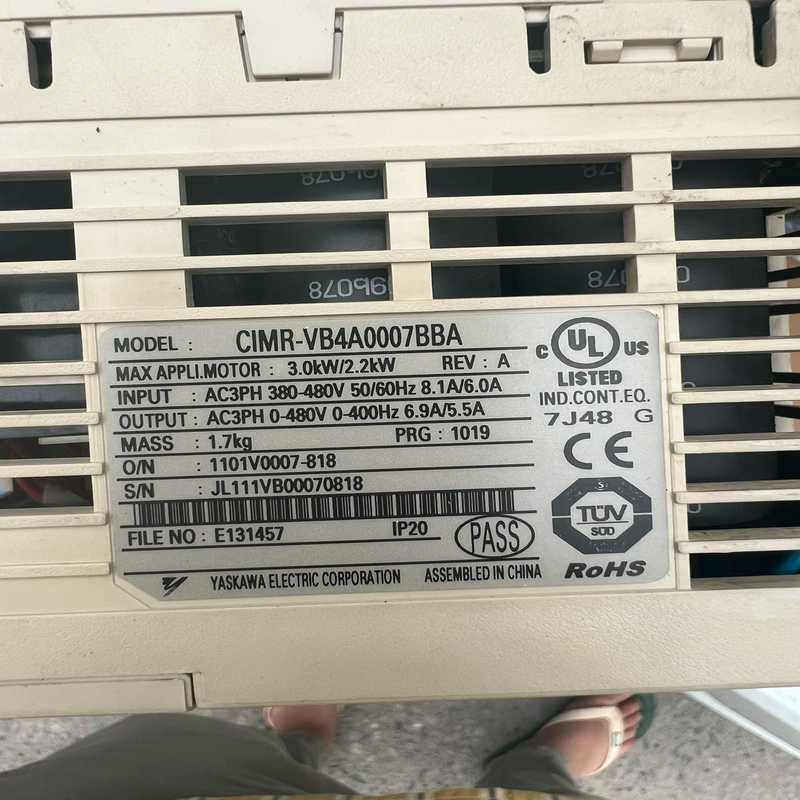 MODEL : CIMR-VB4A0007BBA
MAX APPLI.MOTOR : 3.0kW/2.2kW REV : A
INPUT : AC3PH 380-480V 50/60Hz 8.1A/6.0A
OUTPUT : AC3PH 0-480V 0-400Hz 6.9A/5.5A
MASS : 1.7kg PRG : 1019
O/N : 1101V0007-818
S/N : JL111VB00070818
FILE NO : E131457 IP20 PASS
YASKAWA ELECTRIC CORPORATION ASSEMBLED IN CHINA
C UL US
LISTED
IND.CONT.EQ.
7J48 G
CE
TÜV
SÜD
RoHS